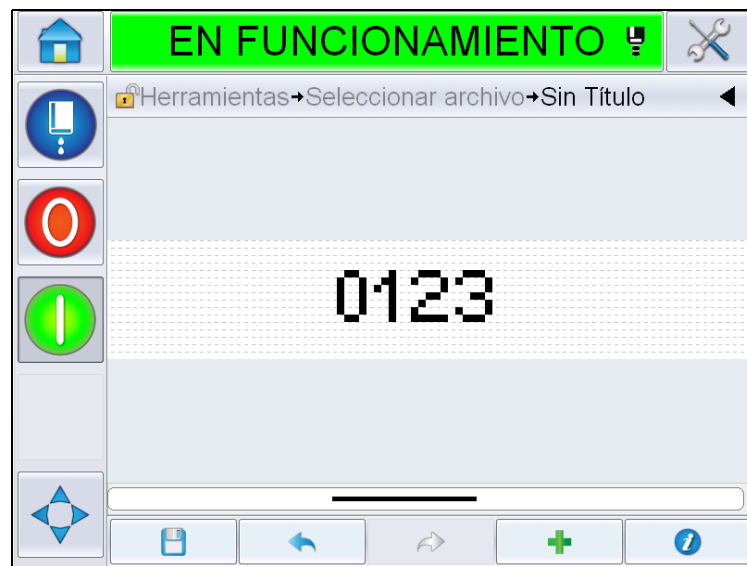 EN FUNCIONAMIENTO
Herramientas→Seleccionar archivo→Sin Título
0123